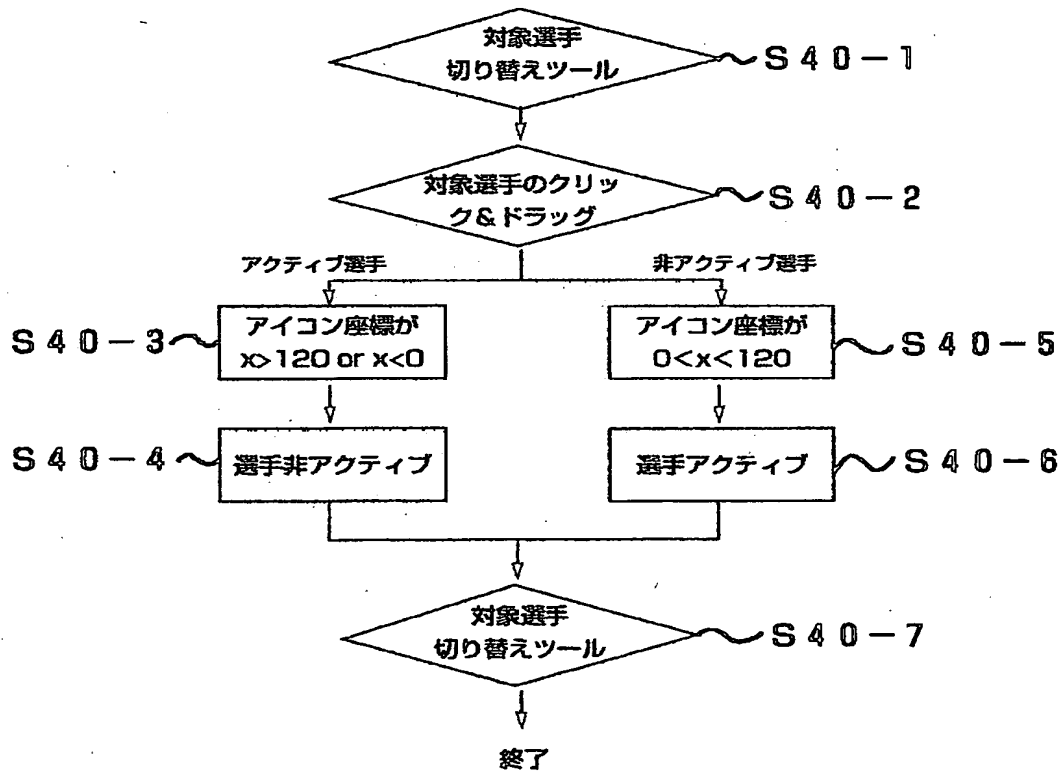 対象選手
切り替えツール
S40-1
対象選手のクリッ
ク&ドラッグ
S40-2
アクティブ選手
非アクティブ選手
S40-3
アイコン座標が
x>120 or x<0
アイコン座標が
0<x<120
S40-5
S40-4
選手非アクティブ
選手アクティブ
S40-6
対象選手
切り替えツール
S40-7
終了